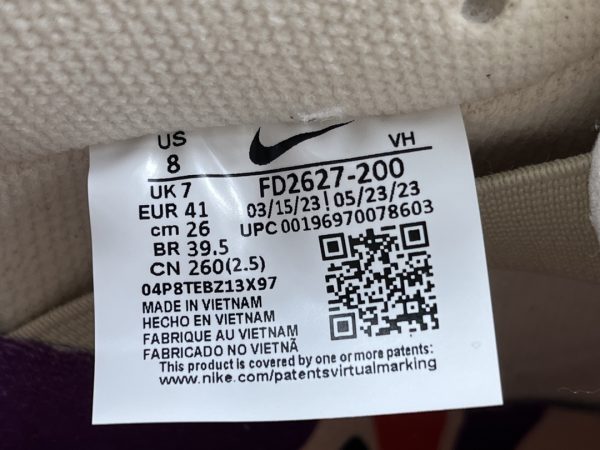 US
8
VH
UK 7
FD2627-200
EUR 41
03/15/23 | 05/23/23
cm 26
UPC 00196970078603
BR 39.5
CN 260(2.5)
04P8TEBZ13X97
MADE IN VIETNAM
HECHO EN VIETNAM
FABRIQUE AU VIETNAM
FABRICADO NO VIETNÃ
This product is covered by one or more patents:
www.nike.com/patentsvirtualmarking